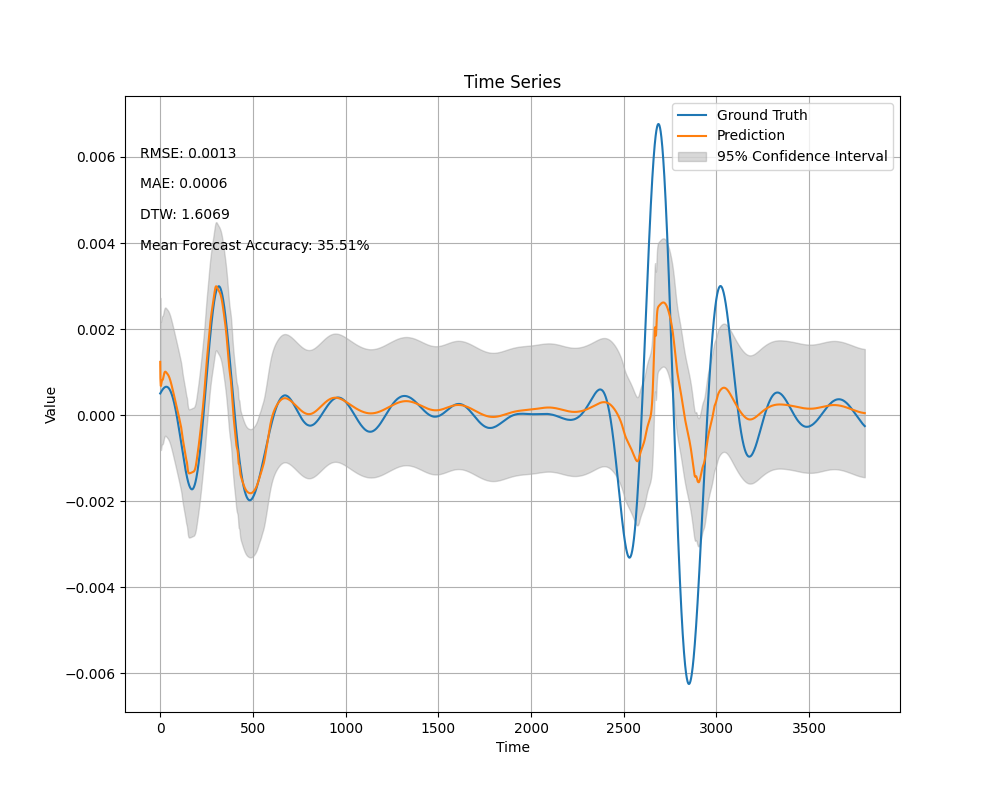 Time Series
Ground Truth
Prediction
95% Confidence Interval
RMSE: 0.0013
MAE: 0.0006
DTW: 1.6069
Mean Forecast Accuracy: 35.51%
Value
0.006
0.004
0.002
0.000
−0.002
−0.004
−0.006
0 500 1000 1500 2000 2500 3000 3500
Time